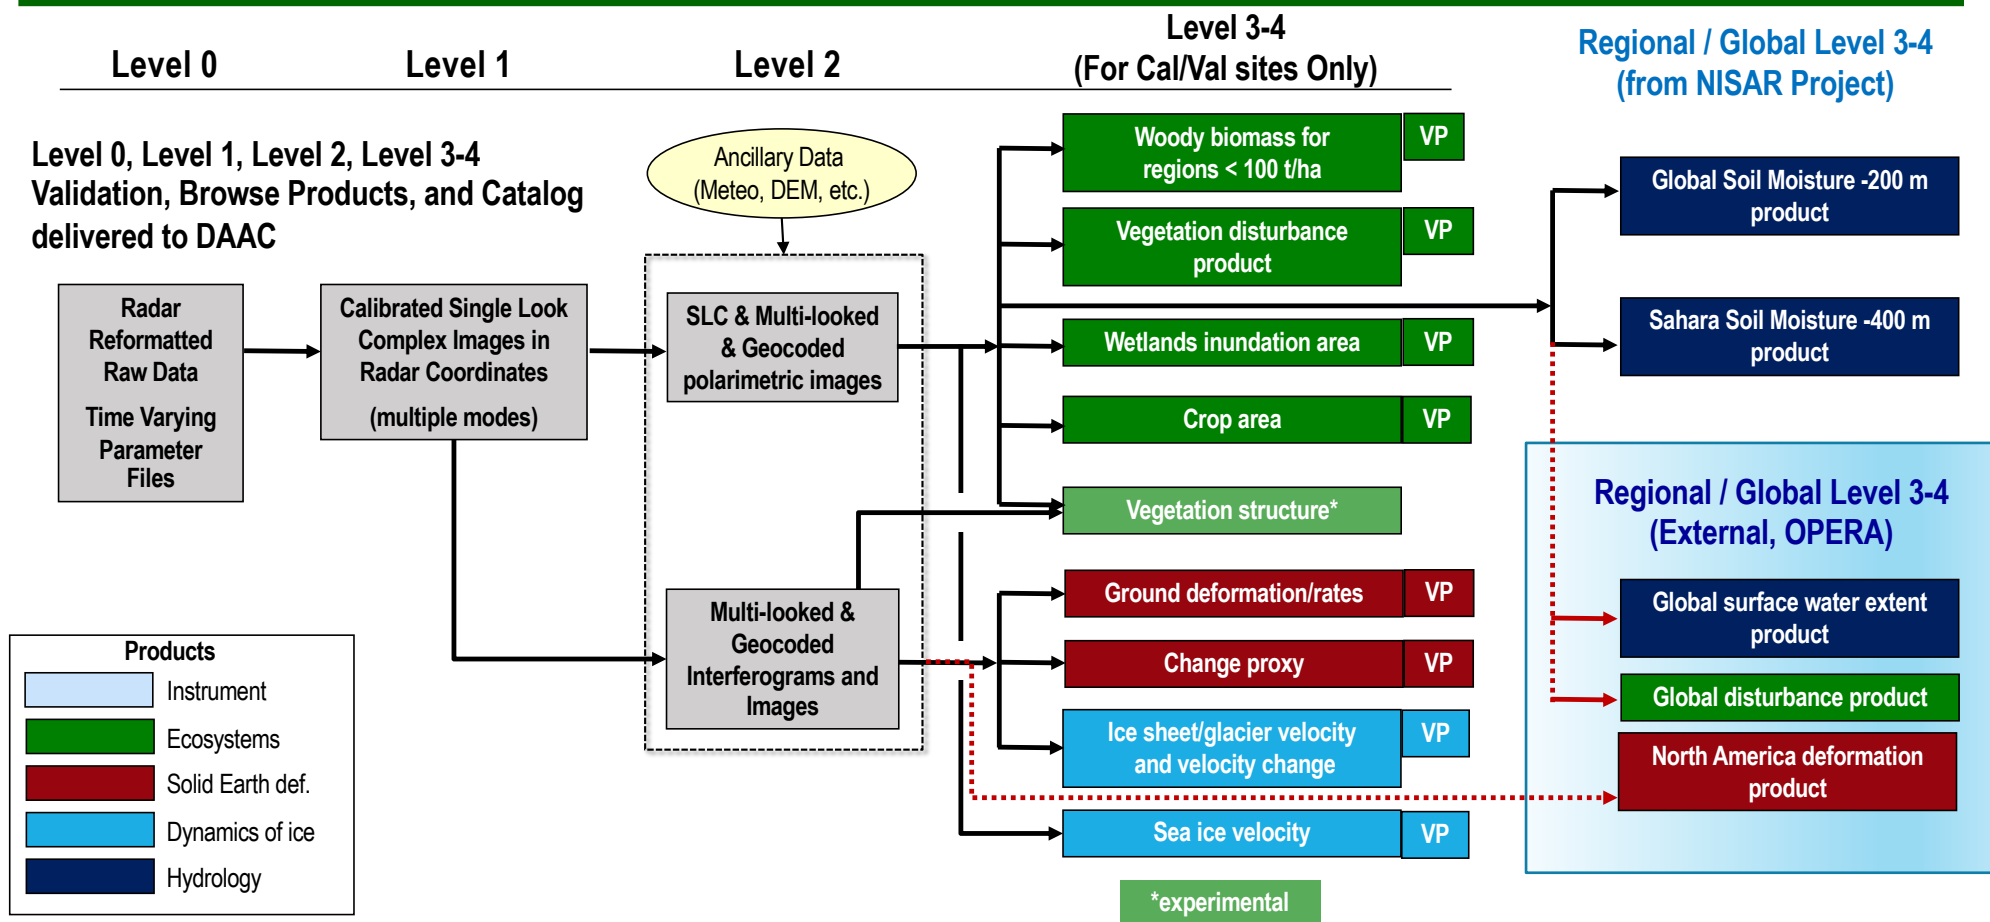 Level 0
Level 1
Level 2
Level 3-4
(For Cal/Val sites Only)
Regional / Global Level 3-4
(from NISAR Project)
Level 0, Level 1, Level 2, Level 3-4
Validation, Browse Products, and Catalog
delivered to DAAC
Ancillary Data
(Meteo, DEM, etc.)
Radar
Reformatted
Raw Data
Time Varying
Parameter
Files
Calibrated Single Look
Complex Images in
Radar Coordinates
(multiple modes)
SLC & Multi-looked
& Geocoded
polarimetric images
Multi-looked &
Geocoded
Interferograms and
Images
Woody biomass for
regions < 100 t/ha
VP
Vegetation disturbance
product
VP
Wetlands inundation area
VP
Crop area
VP
Vegetation structure*
Ground deformation/rates
VP
Change proxy
VP
Ice sheet/glacier velocity
and velocity change
VP
Sea ice velocity
VP
*experimental
Global Soil Moisture -200 m
product
Sahara Soil Moisture -400 m
product
Regional / Global Level 3-4
(External, OPERA)
Global surface water extent
product
Global disturbance product
North America deformation
product
Products
Instrument
Ecosystems
Solid Earth def.
Dynamics of ice
Hydrology